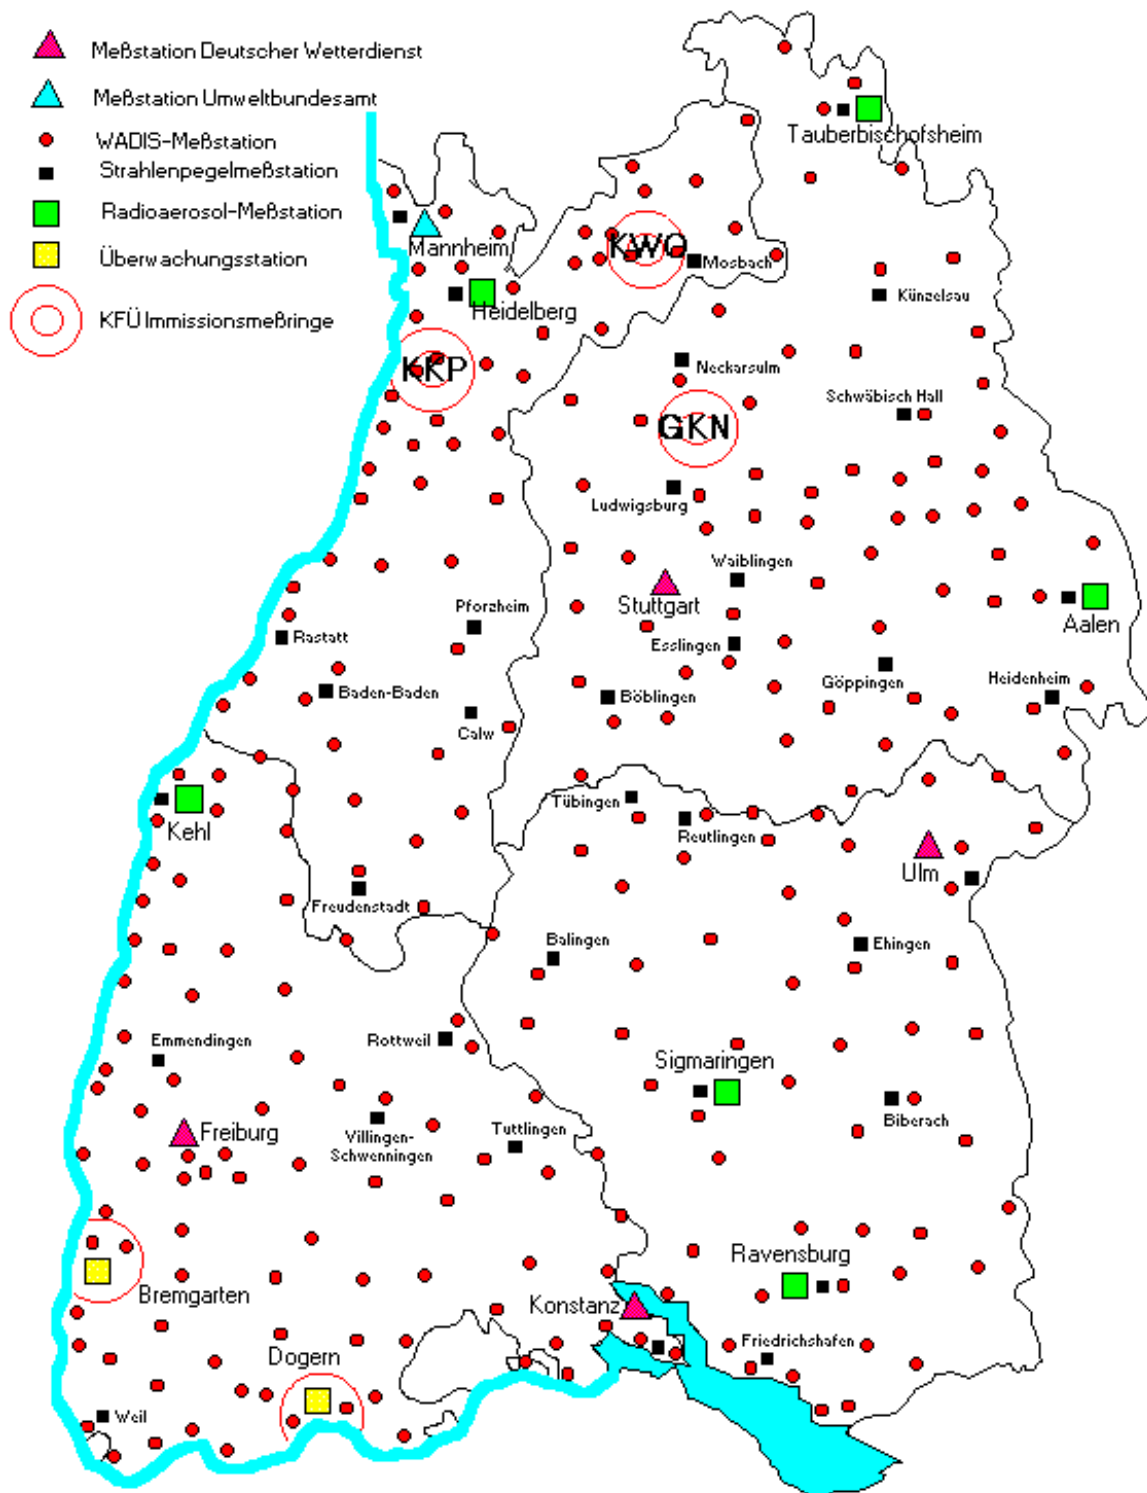 Meßstation Deutscher Wetterdienst
Meßstation Umweltbundesamt
WADIS-Meßstation
Strahlenpegelmeßstation
Radioaerosol-Meßstation
Überwachungsstation
KFÜ Immissionsmeßringe
Tauberbischofsheim
Mannheim
KWO
Mosbach
Heidelberg
Künzelsau
KKP
Neckarsulm
Schwäbisch Hall
GKN
Ludwigsburg
Waiblingen
Stuttgart
Pforzheim
Aalen
Rastatt
Esslingen
Baden-Baden
Böblingen
Göppingen
Heidenheim
Calw
Tübingen
Reutlingen
Kehl
Ulm
Freudenstadt
Balingen
Ehingen
Emmendingen
Rottweil
Sigmaringen
Freiburg
Villingen-
Schwenningen
Tuttlingen
Biberach
Ravensburg
Bremgarten
Konstanz
Friedrichshafen
Dogern
Weil